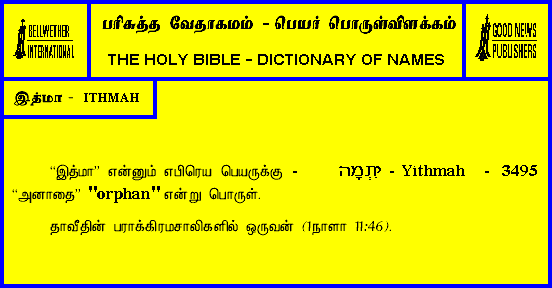 BELLWETHER
INTERNATIONAL
பரிசுத்த வேதாகமம் - பெயர் பொருள்விளக்கம்
THE HOLY BIBLE - DICTIONARY OF NAMES
GOOD NEWS
PUBLISHERS
இத்மா - ITHMAH
“இத்மா” என்னும் எபிரெய பெயருக்கு - יִתְמָה - Yithmah - 3495
“அனாதை” "orphan" என்று பொருள்.
தாவீதின் பராக்கிரமசாலிகளில் ஒருவன் (1நாளா 11:46).